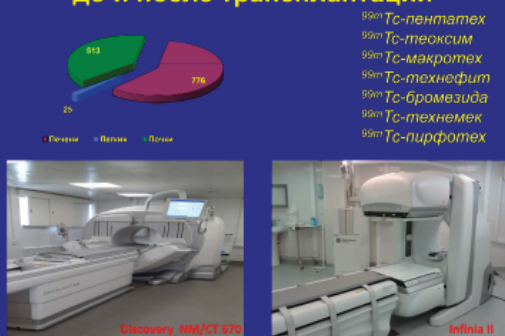 до и после трансплантации
99mTc-пентатех
99mTc-теоксим
99mTc-макротех
99mTc-технефит
99mTc-бромезида
99mTc-технемек
99mTc-пирфотех
513
776
25
Печени Легких Почки
Discovery NM/CT 670
Infinia II